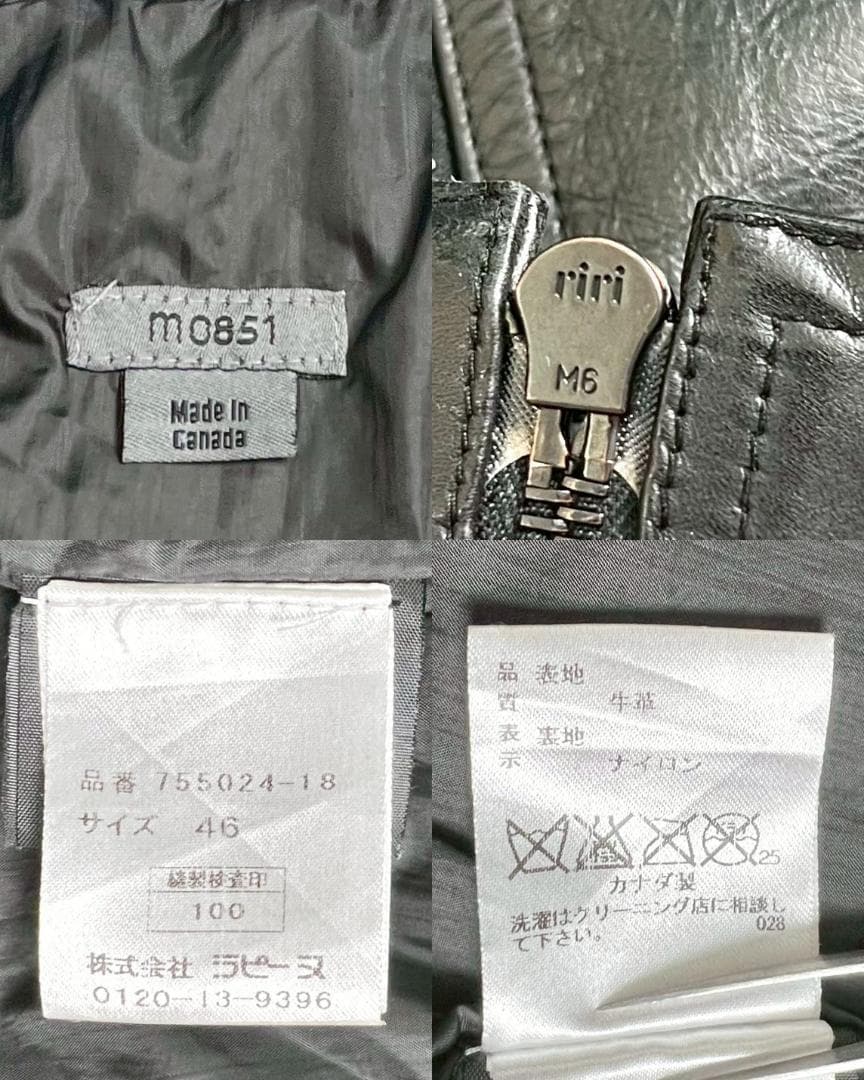 m0851
Made in
Canada
riri
M6
品番 755024-18
サイズ 46
縫製検査印
100
株式会社 ラピーヌ
0120-13-9396
品 表地
質 牛革
表 裏地
示 ナイロン
25
カナダ製
洗濯はクリーニング店に相談し
て下さい。
028